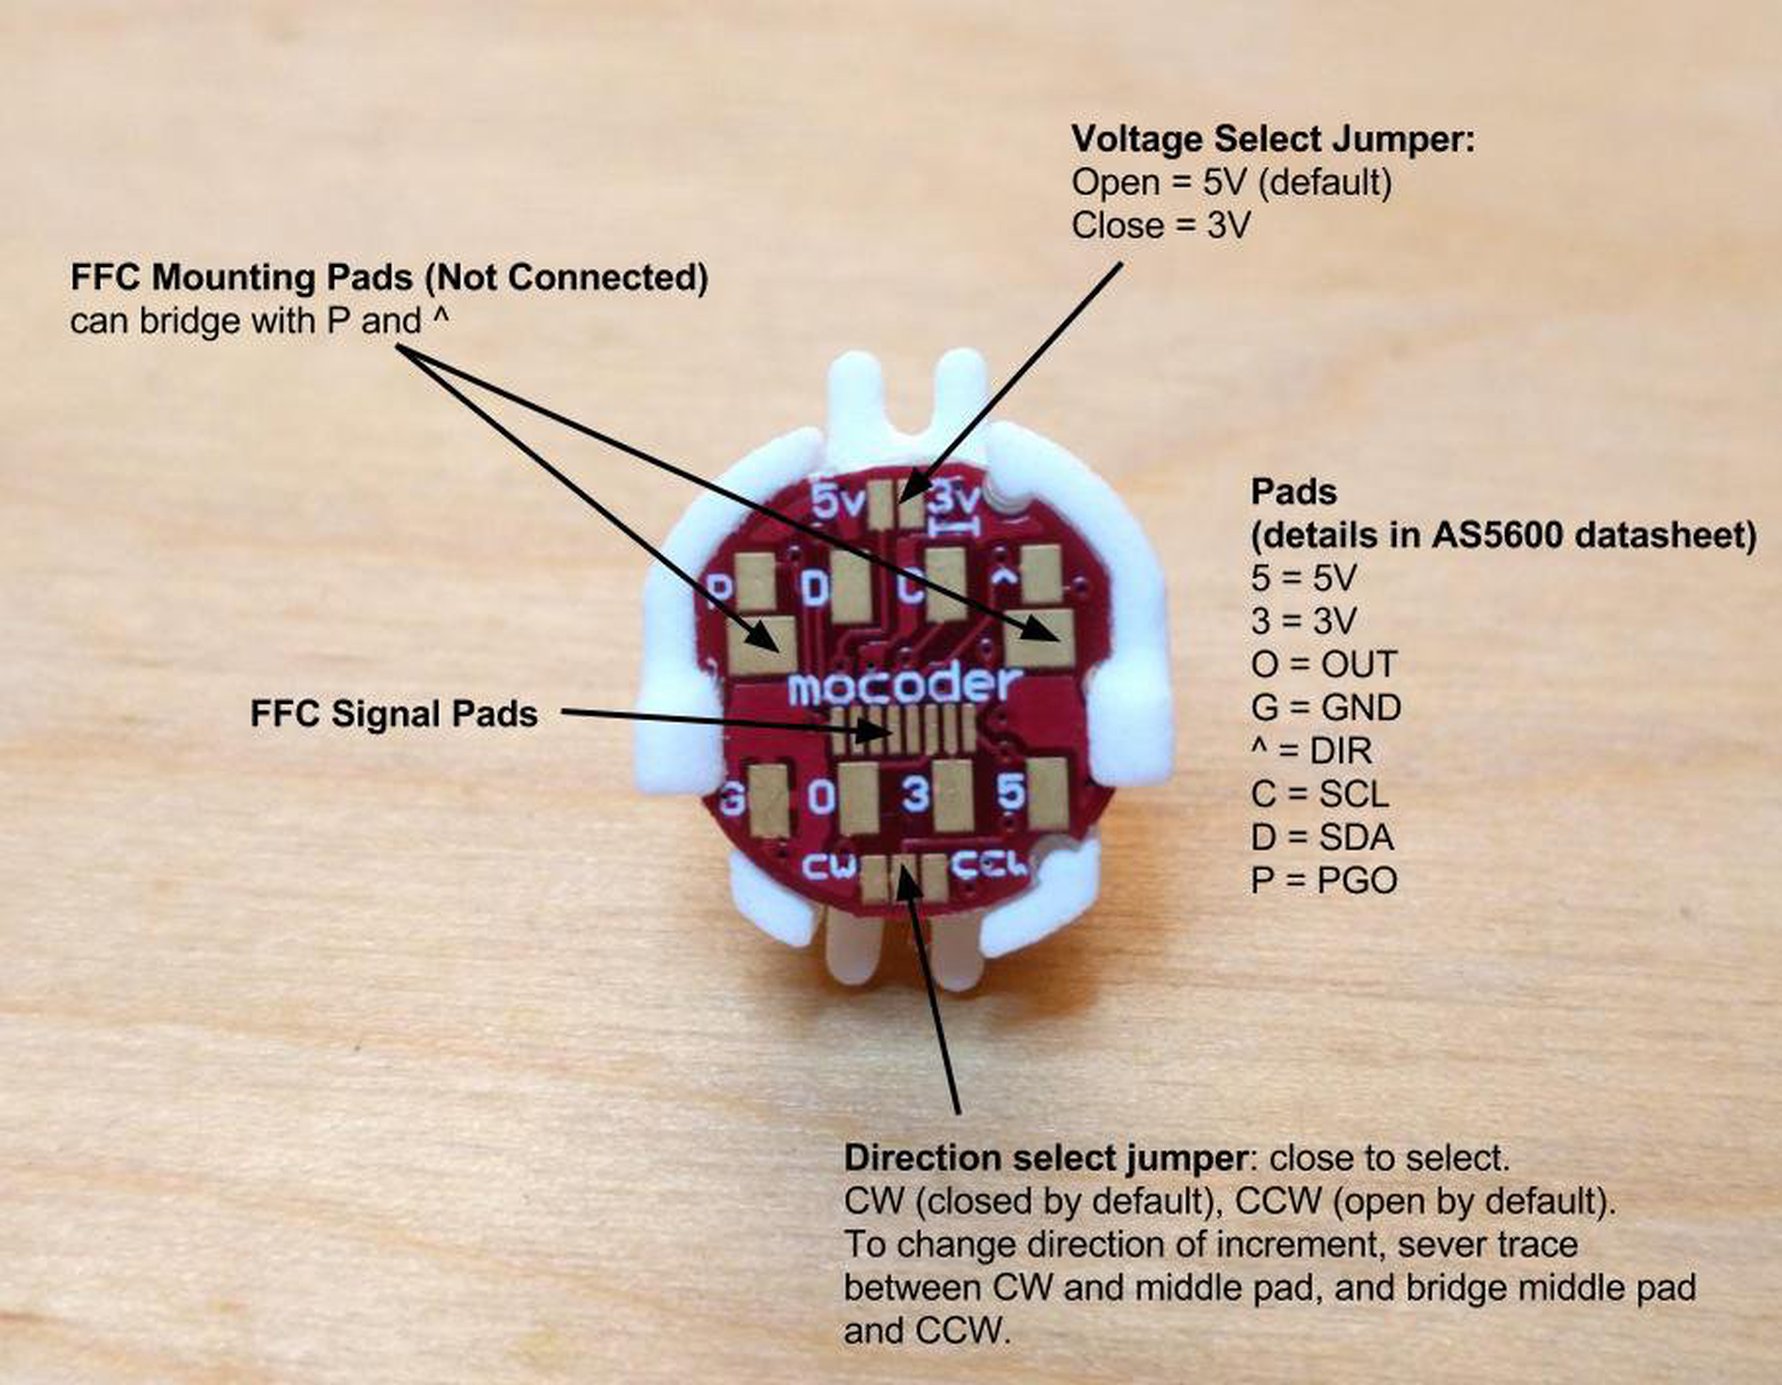 Voltage Select Jumper:
Open = 5V (default)
Close = 3V
FFC Mounting Pads (Not Connected)
can bridge with P and ^
5v 3v
P D C ^
mocoder
FFC Signal Pads
G O 3 5
CW CCW
Pads
(details in AS5600 datasheet)
5 = 5V
3 = 3V
O = OUT
G = GND
^ = DIR
C = SCL
D = SDA
P = PGO
Direction select jumper: close to select.
CW (closed by default), CCW (open by default).
To change direction of increment, sever trace
between CW and middle pad, and bridge middle pad
and CCW.